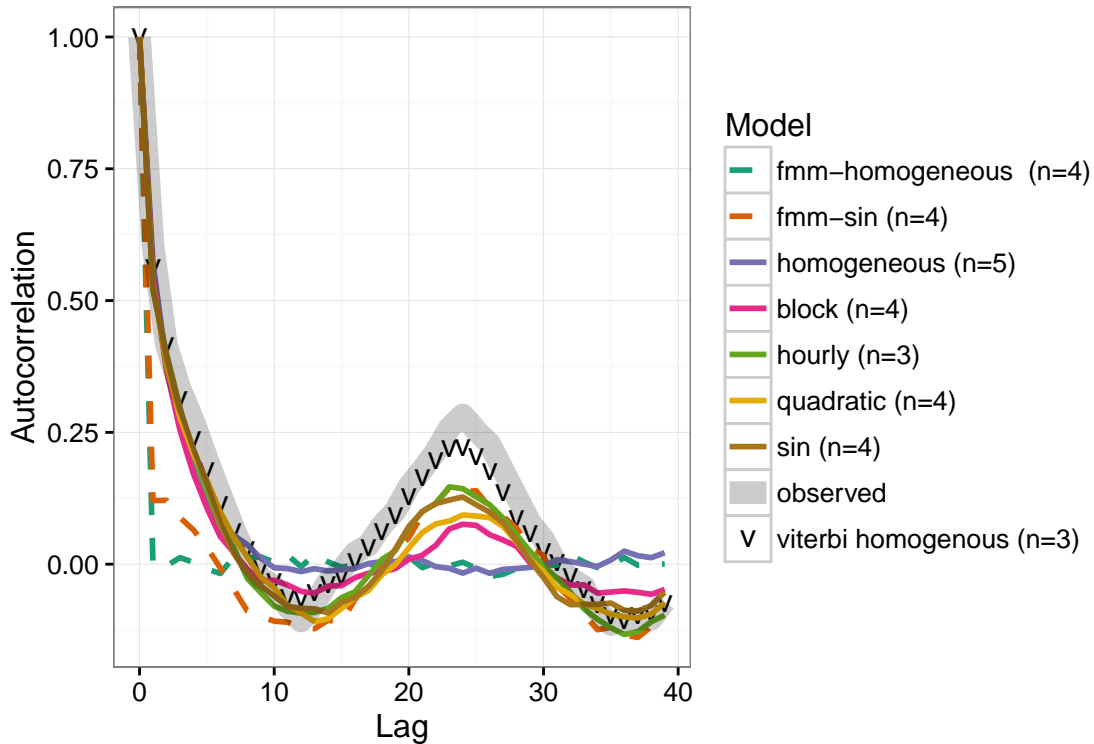 1.00
0.75
0.50
0.25
0.00
Autocorrelation
0
10
20
30
40
Lag
Model
fmm−homogeneous (n=4)
fmm−sin (n=4)
homogeneous (n=5)
block (n=4)
hourly (n=3)
quadratic (n=4)
sin (n=4)
observed
v viterbi homogenous (n=3)